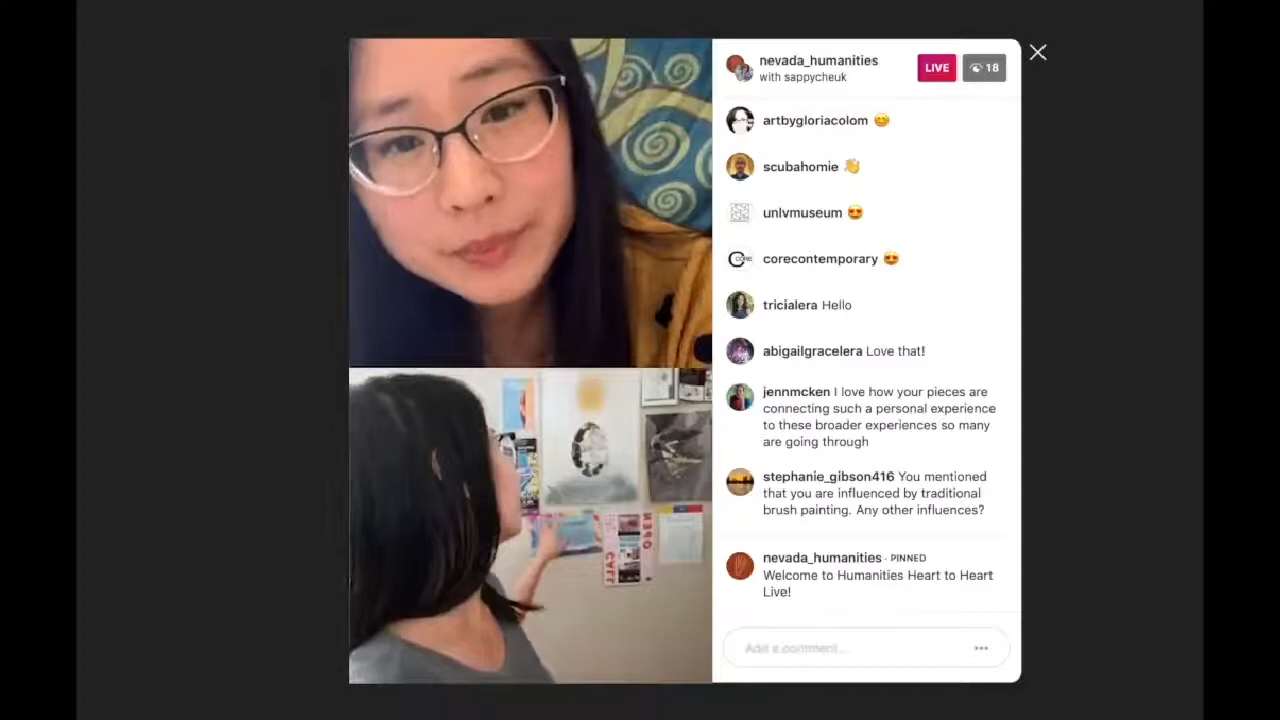 nevada_humanities
with sappycheuk
LIVE
18
artbygloriacolom 😊
scubahomie 👋
unlvmuseum 😍
corecontemporary 😍
tricialera Hello
abigailgracelera Love that!
jennmcken I love how your pieces are
connecting such a personal experience
to these broader experiences so many
are going through
stephanie_gibson416 You mentioned
that you are influenced by traditional
brush painting. Any other influences?
nevada_humanities · PINNED
Welcome to Humanities Heart to Heart
Live!
Add a comment...
OPEN
CALL